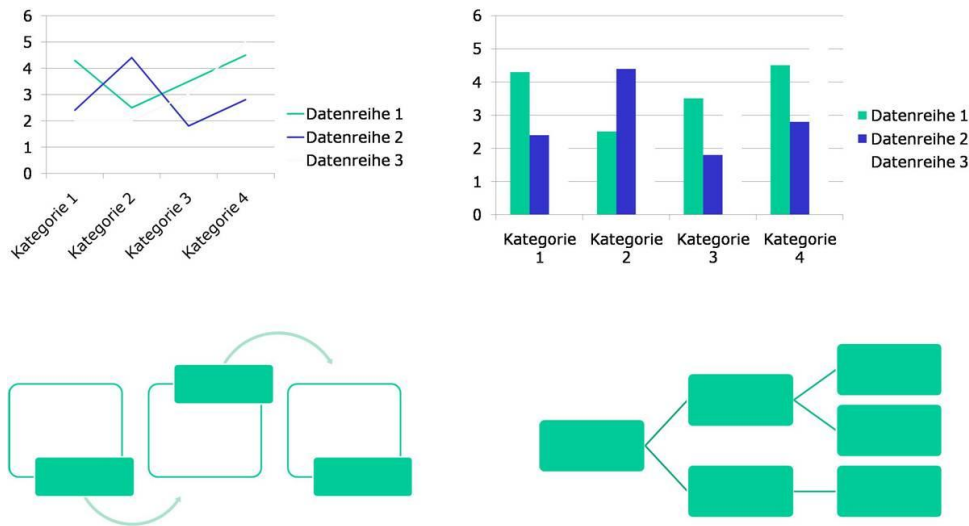 6
5
4
3
2
1
0
Kategorie 1
Kategorie 2
Kategorie 3
Kategorie 4
Datenreihe 1
Datenreihe 2
Datenreihe 3
6
5
4
3
2
1
0
Kategorie
1
Kategorie
2
Kategorie
3
Kategorie
4
Datenreihe 1
Datenreihe 2
Datenreihe 3